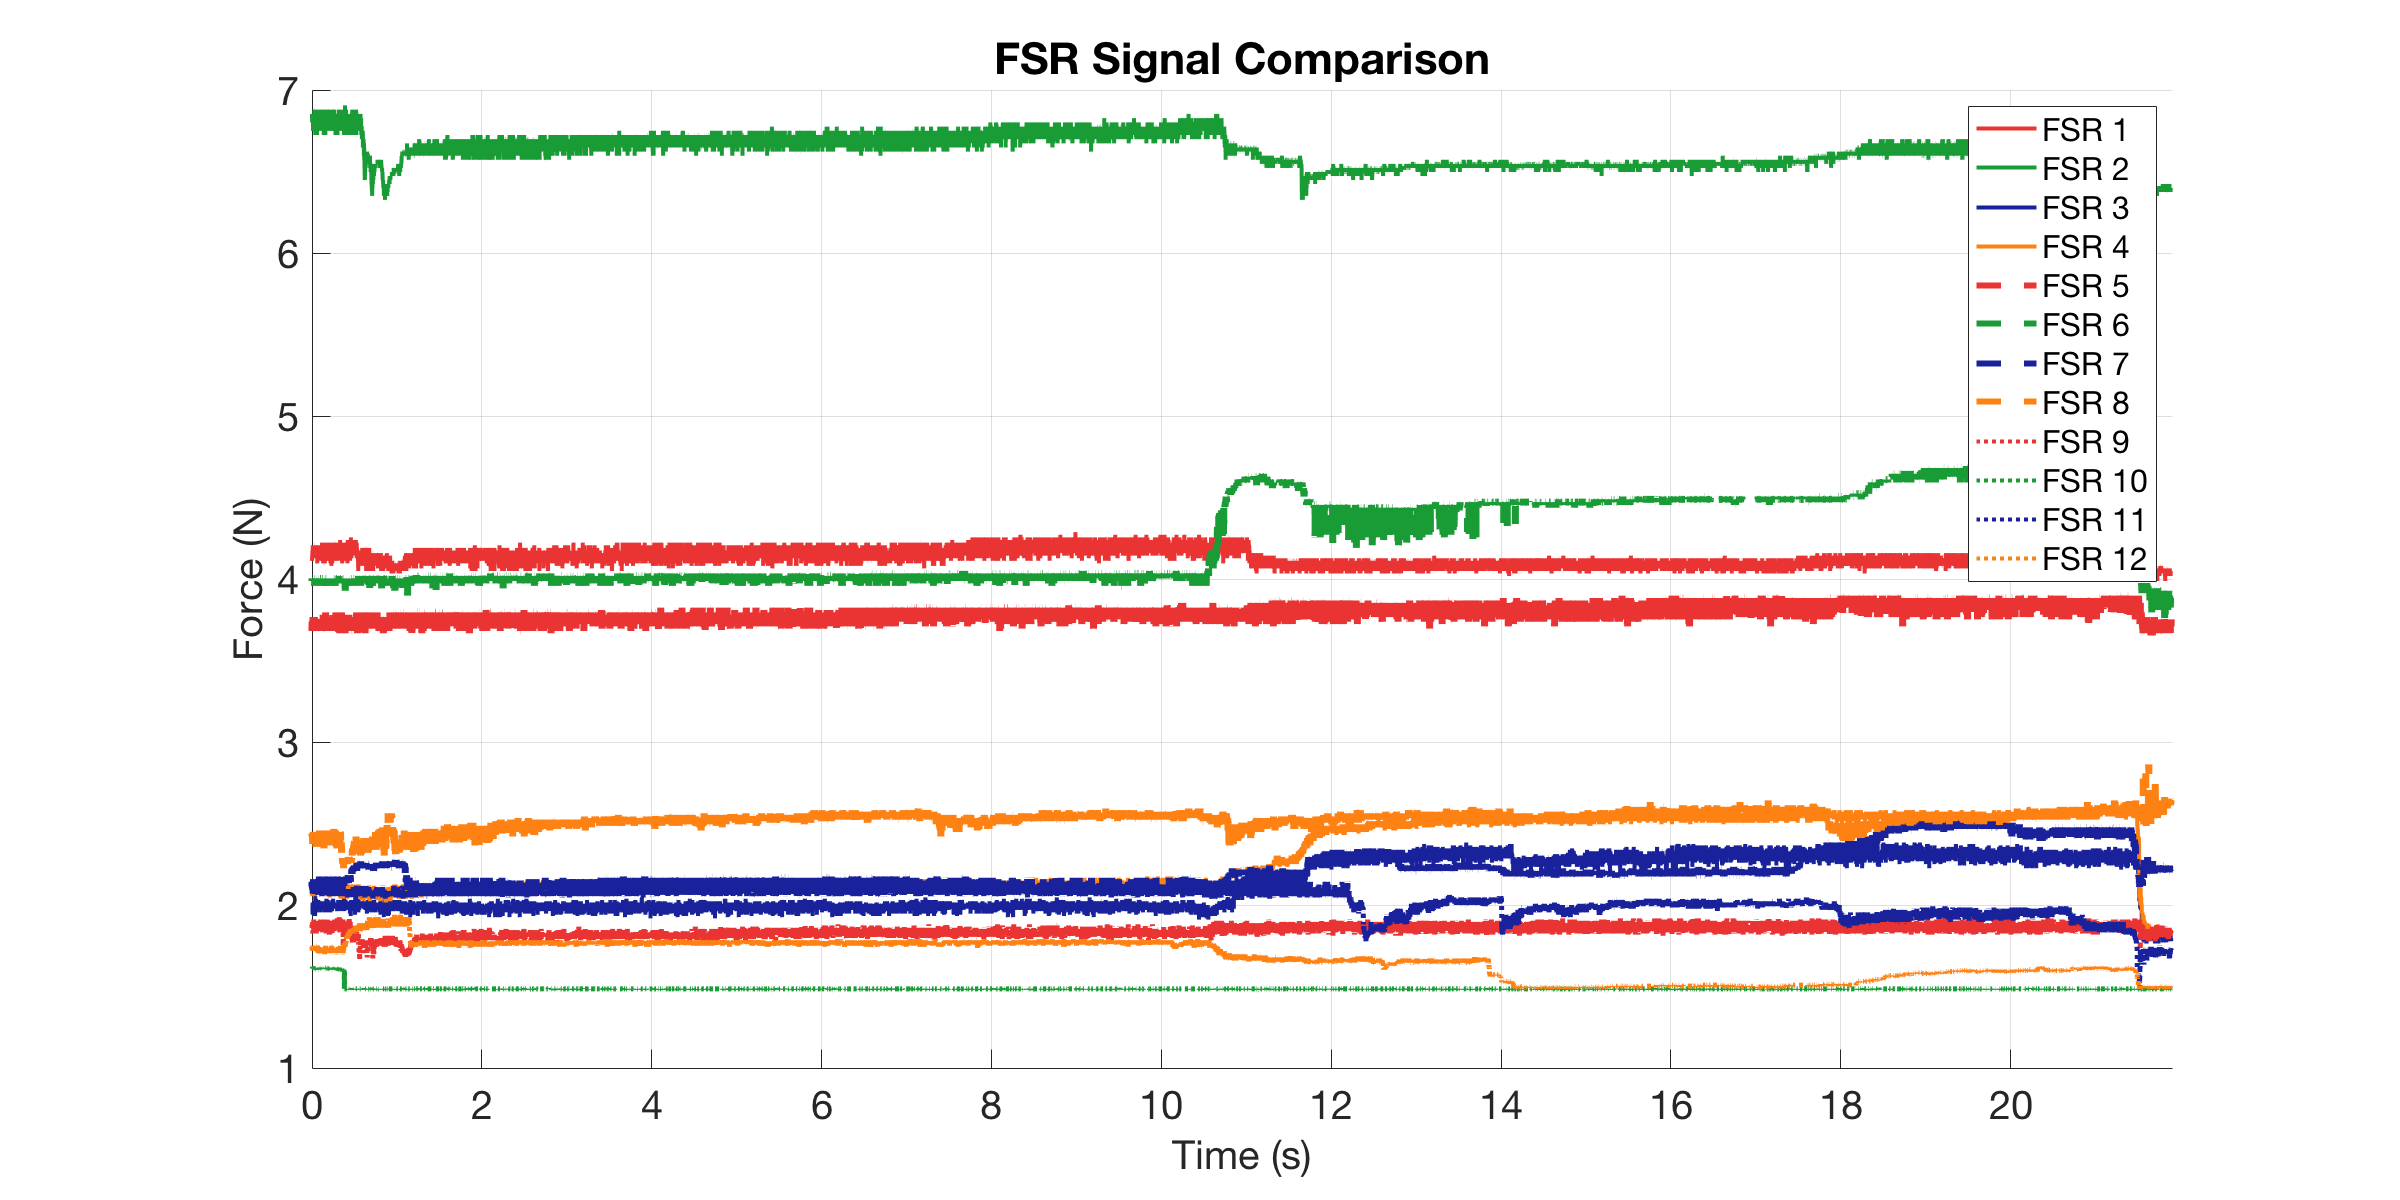 FSR Signal Comparison
7
6
5
4
3
2
1
Force (N)
0 2 4 6 8 10 12 14 16 18 20
Time (s)
FSR 1
FSR 2
FSR 3
FSR 4
FSR 5
FSR 6
FSR 7
FSR 8
FSR 9
FSR 10
FSR 11
FSR 12